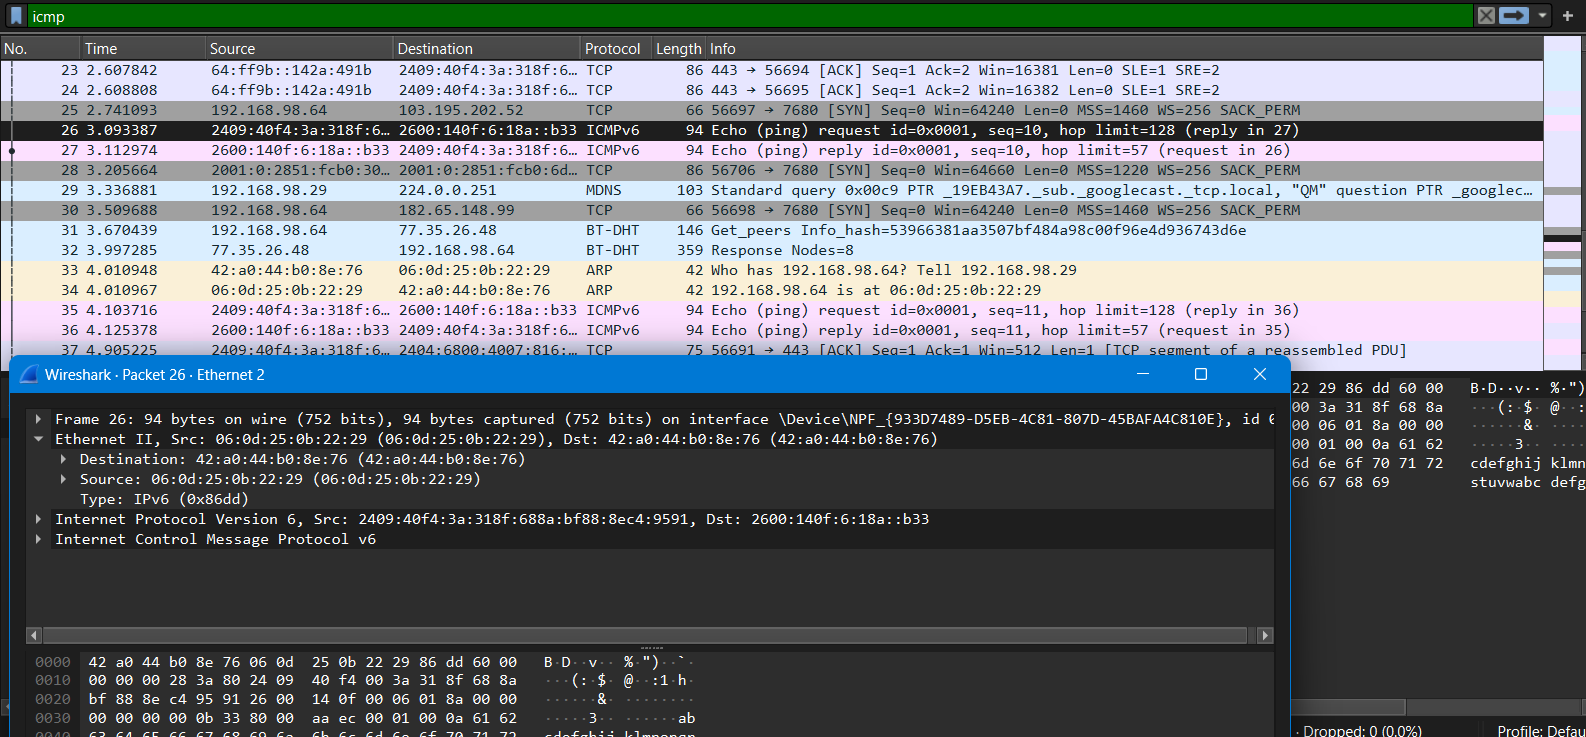 icmp
No. Time Source Destination Protocol Length Info
23 2.607842 64:ff9b::142a:491b 2409:40f4:3a:318f:6… TCP 86 443 → 56694 [ACK] Seq=1 Ack=2 Win=16381 Len=0 SLE=1 SRE=2
24 2.608808 64:ff9b::142a:491b 2409:40f4:3a:318f:6… TCP 86 443 → 56695 [ACK] Seq=1 Ack=2 Win=16382 Len=0 SLE=1 SRE=2
25 2.741093 192.168.98.64 103.195.202.52 TCP 66 56697 → 7680 [SYN] Seq=0 Win=64240 Len=0 MSS=1460 WS=256 SACK_PERM
26 3.093387 2409:40f4:3a:318f:6… 2600:140f:6:18a::b33 ICMPv6 94 Echo (ping) request id=0x0001, seq=10, hop limit=128 (reply in 27)
27 3.112974 2600:140f:6:18a::b33 2409:40f4:3a:318f:6… ICMPv6 94 Echo (ping) reply id=0x0001, seq=10, hop limit=57 (request in 26)
28 3.205664 2001:0:2851:fcb0:30… 2001:0:2851:fcb0:6d… TCP 86 56706 → 7680 [SYN] Seq=0 Win=64660 Len=0 MSS=1220 WS=256 SACK_PERM
29 3.336881 192.168.98.29 224.0.0.251 MDNS 103 Standard query 0x00c9 PTR _19EB43A7._sub._googlecast._tcp.local, "QM" question PTR _googlec…
30 3.509688 192.168.98.64 182.65.148.99 TCP 66 56698 → 7680 [SYN] Seq=0 Win=64240 Len=0 MSS=1460 WS=256 SACK_PERM
31 3.670439 192.168.98.64 77.35.26.48 BT-DHT 146 Get_peers Info_hash=53966381aa3507bf484a98c00f96e4d936743d6e
32 3.997285 77.35.26.48 192.168.98.64 BT-DHT 359 Response Nodes=8
33 4.010948 42:a0:44:b0:8e:76 06:0d:25:0b:22:29 ARP 42 Who has 192.168.98.64? Tell 192.168.98.29
34 4.010967 06:0d:25:0b:22:29 42:a0:44:b0:8e:76 ARP 42 192.168.98.64 is at 06:0d:25:0b:22:29
35 4.103716 2409:40f4:3a:318f:6… 2600:140f:6:18a::b33 ICMPv6 94 Echo (ping) request id=0x0001, seq=11, hop limit=128 (reply in 36)
36 4.125378 2600:140f:6:18a::b33 2409:40f4:3a:318f:6… ICMPv6 94 Echo (ping) reply id=0x0001, seq=11, hop limit=57 (request in 35)
37 4.905225 2409:40f4:3a:318f:6… 2404:6800:4007:816:… TCP 75 56691 → 443 [ACK] Seq=1 Ack=1 Win=512 Len=1 [TCP segment of a reassembled PDU]
Wireshark · Packet 26 · Ethernet 2
Frame 26: 94 bytes on wire (752 bits), 94 bytes captured (752 bits) on interface \Device\NPF_{933D7489-D5EB-4C81-807D-45BAFA4C810E}, id 0
Ethernet II, Src: 06:0d:25:0b:22:29 (06:0d:25:0b:22:29), Dst: 42:a0:44:b0:8e:76 (42:a0:44:b0:8e:76)
Destination: 42:a0:44:b0:8e:76 (42:a0:44:b0:8e:76)
Source: 06:0d:25:0b:22:29 (06:0d:25:0b:22:29)
Type: IPv6 (0x86dd)
Internet Protocol Version 6, Src: 2409:40f4:3a:318f:688a:bf88:8ec4:9591, Dst: 2600:140f:6:18a::b33
Internet Control Message Protocol v6
0000 42 a0 44 b0 8e 76 06 0d 25 0b 22 29 86 dd 60 00 B·D··v·· %·")··`·
0010 00 00 00 28 3a 80 24 09 40 f4 00 3a 31 8f 68 8a ···(:·$· @··:1·h·
0020 bf 88 8e c4 95 91 26 00 14 0f 00 06 01 8a 00 00 ······&· ········
0030 00 00 00 00 0b 33 80 00 aa ec 00 01 00 0a 61 62 ·····3·· ······ab
0040 63 64 65 66 67 68 69 6a 6b 6c 6d 6e 6f 70 71 72 cdefghij klmnopqr
22 29 86 dd 60 00 B·D··v·· %·")
00 3a 31 8f 68 8a ···(:·$· @··:
00 06 01 8a 00 00 ······&· ····
00 01 00 0a 61 62 ·····3·· ····
6d 6e 6f 70 71 72 cdefghij klmn
66 67 68 69 stuvwabc defg
· Dropped: 0 (0.0%) Profile: Defau